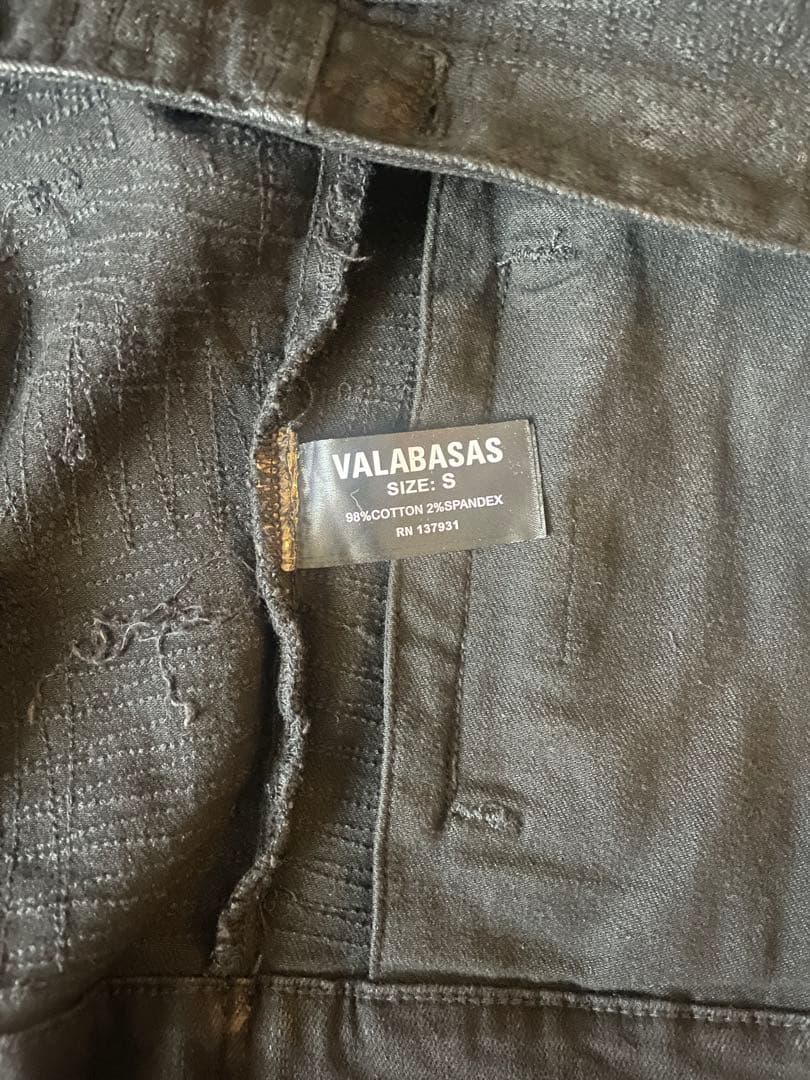 VALABASAS
SIZE: S
98%COTTON 2%SPANDEX
RN 137931